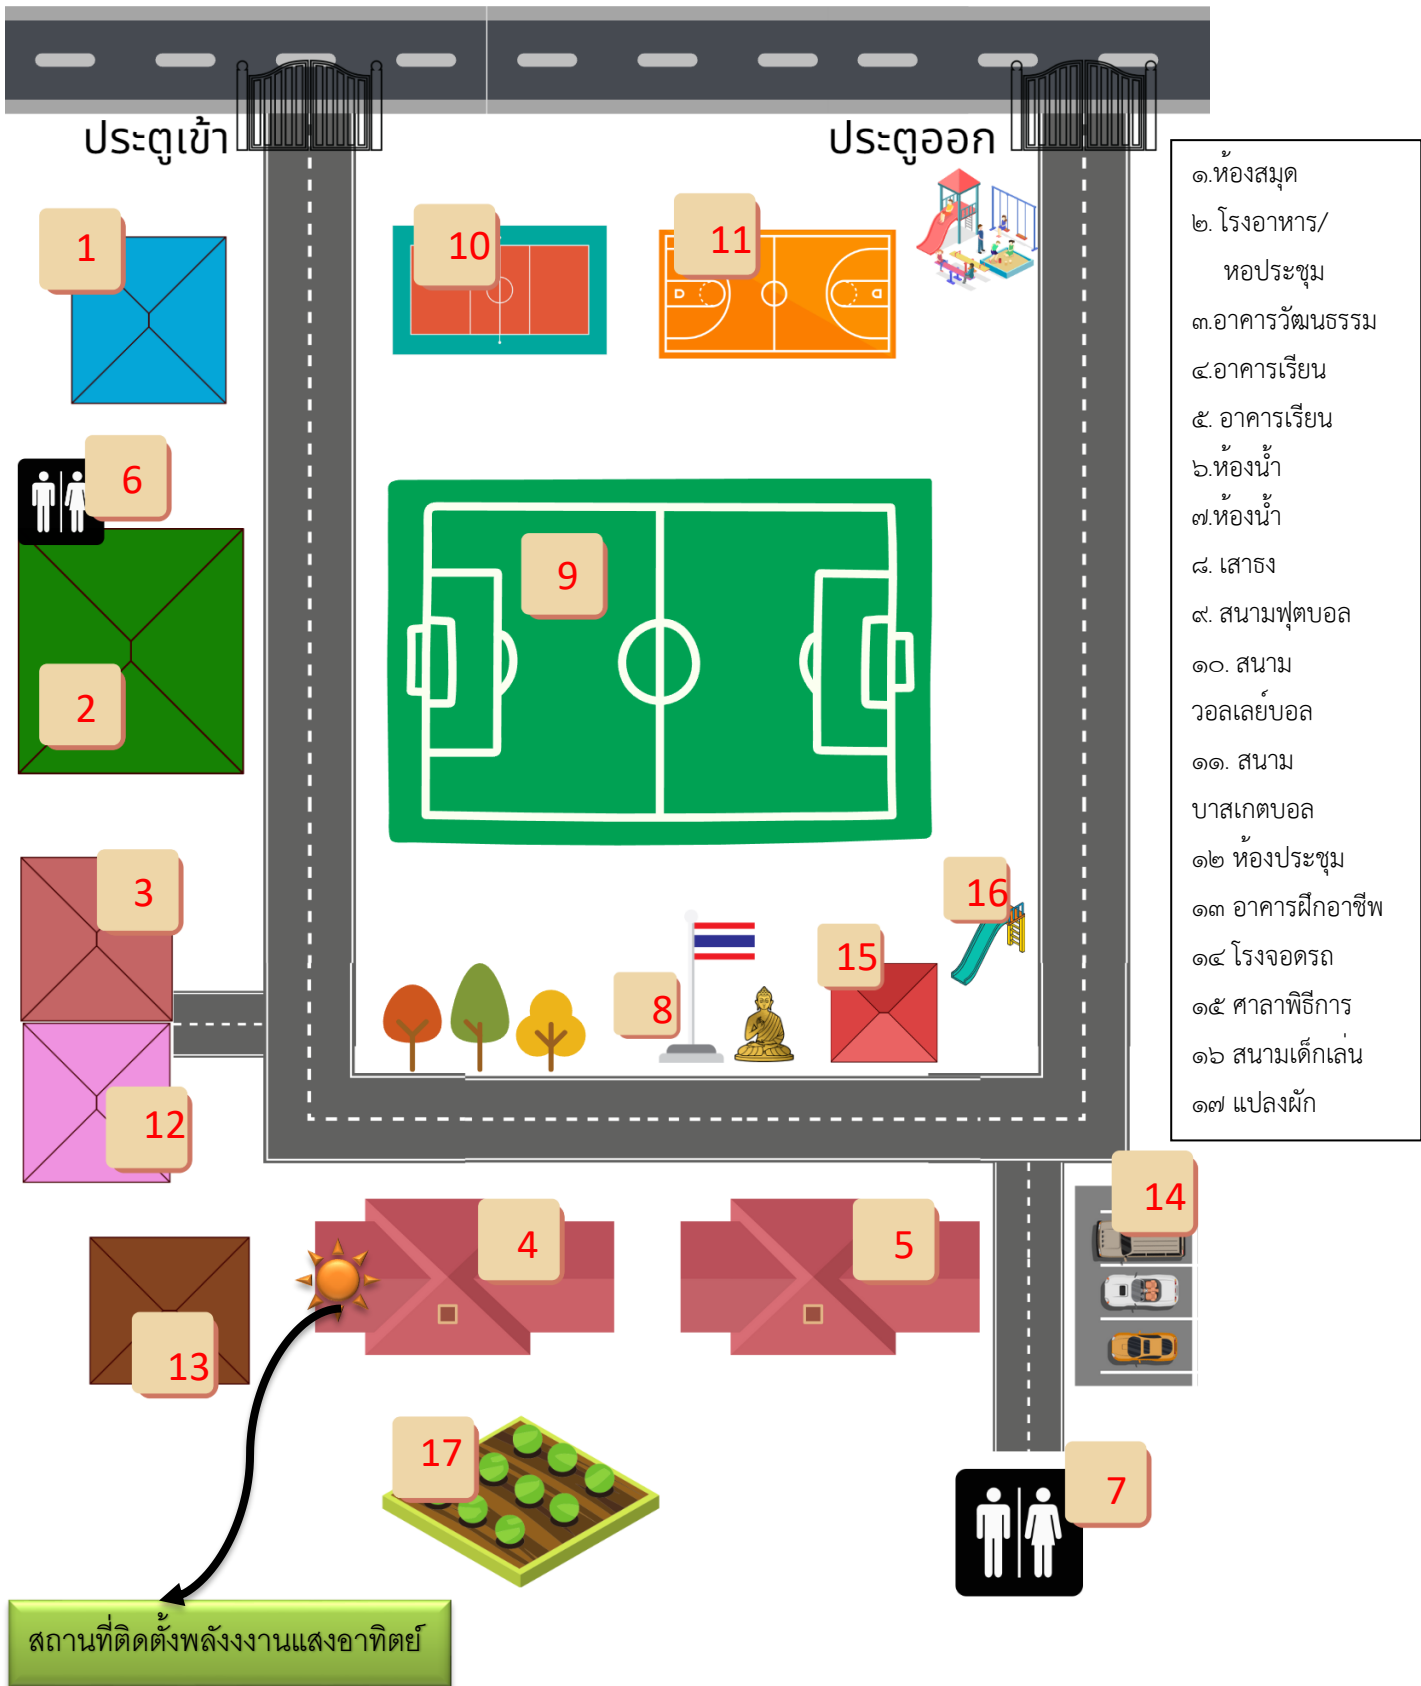 ประตูเข้า
ประตูออก
๑.ห้องสมุด
๒. โรงอาหาร/
หอประชุม
๓.อาคารวัฒนธรรม
๔.อาคารเรียน
๕. อาคารเรียน
๖.ห้องน้ำ
๗.ห้องน้ำ
๘. เสาธง
๙. สนามฟุตบอล
๑๐. สนาม
วอลเลย์บอล
๑๑. สนาม
บาสเกตบอล
๑๒ ห้องประชุม
๑๓ อาคารฝึกอาชีพ
๑๔ โรงจอดรถ
๑๕ ศาลาพิธีการ
๑๖ สนามเด็กเล่น
๑๗ แปลงผัก
1
10
11
6
9
2
3
16
15
8
12
14
4
5
13
17
7
สถานที่ติดตั้งพลังงงานแสงอาทิตย์